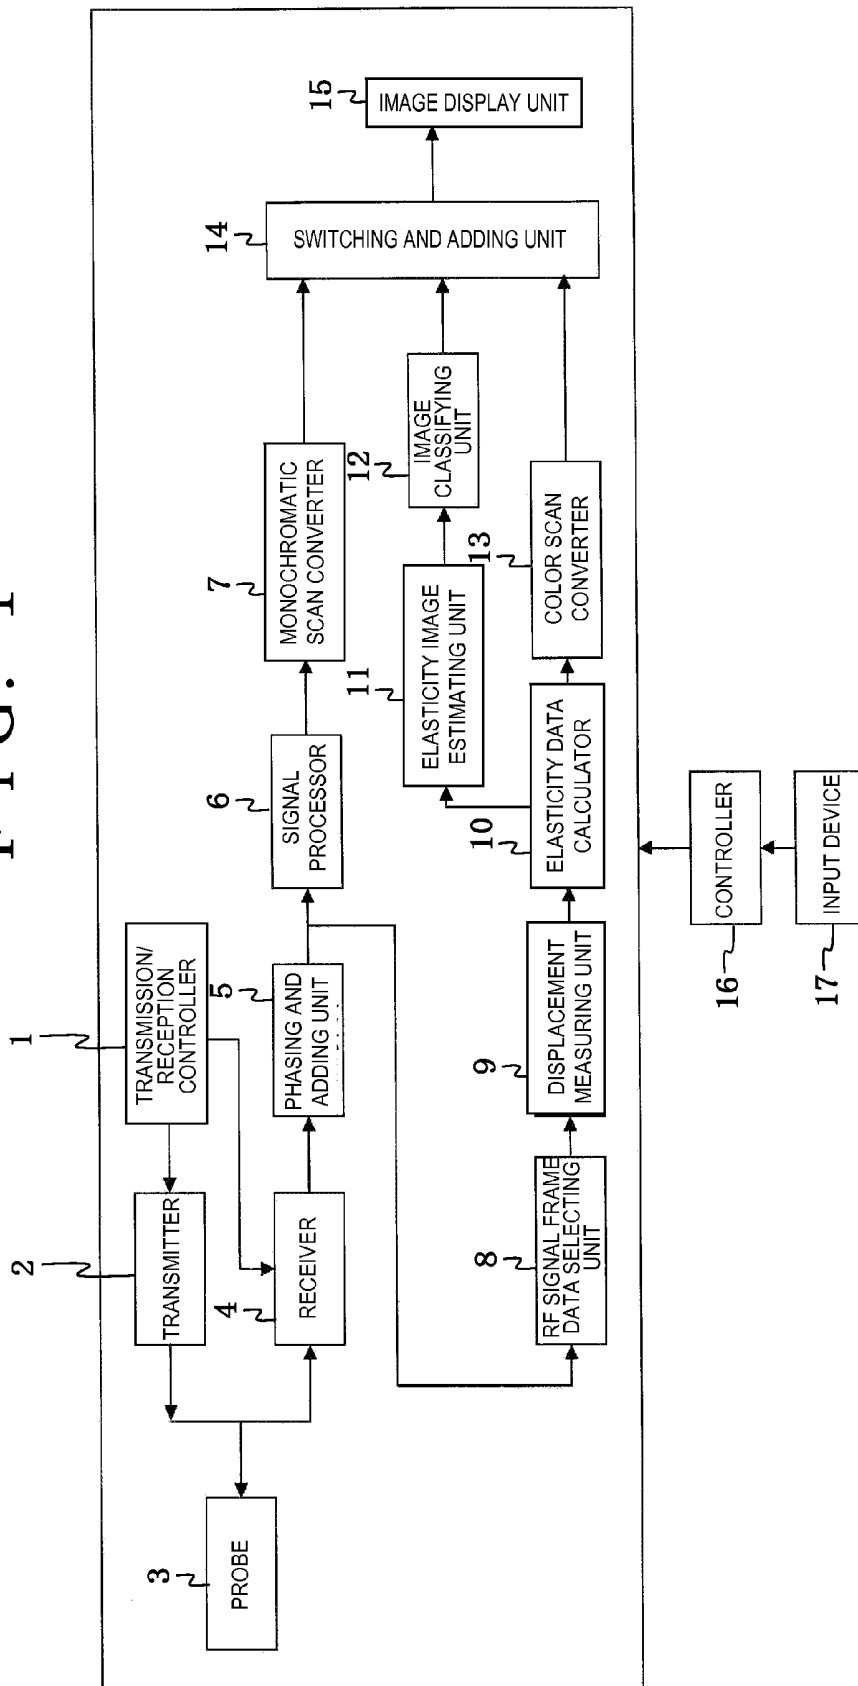 FIG. 1
1
TRANSMISSION/
RECEPTION
CONTROLLER
2
TRANSMITTER
3
PROBE
4
RECEIVER
5
PHASING AND
ADDING UNIT
6
SIGNAL
PROCESSOR
7
MONOCHROMATIC
SCAN CONVERTER
8
RF SIGNAL FRAME
DATA SELECTING
UNIT
9
DISPLACEMENT
MEASURING UNIT
10
ELASTICITY DATA
CALCULATOR
11
ELASTICITY IMAGE
ESTIMATING UNIT
12
IMAGE
CLASSIFYING
UNIT
13
COLOR SCAN
CONVERTER
14
SWITCHING AND ADDING UNIT
15
IMAGE DISPLAY UNIT
16
CONTROLLER
17
INPUT DEVICE